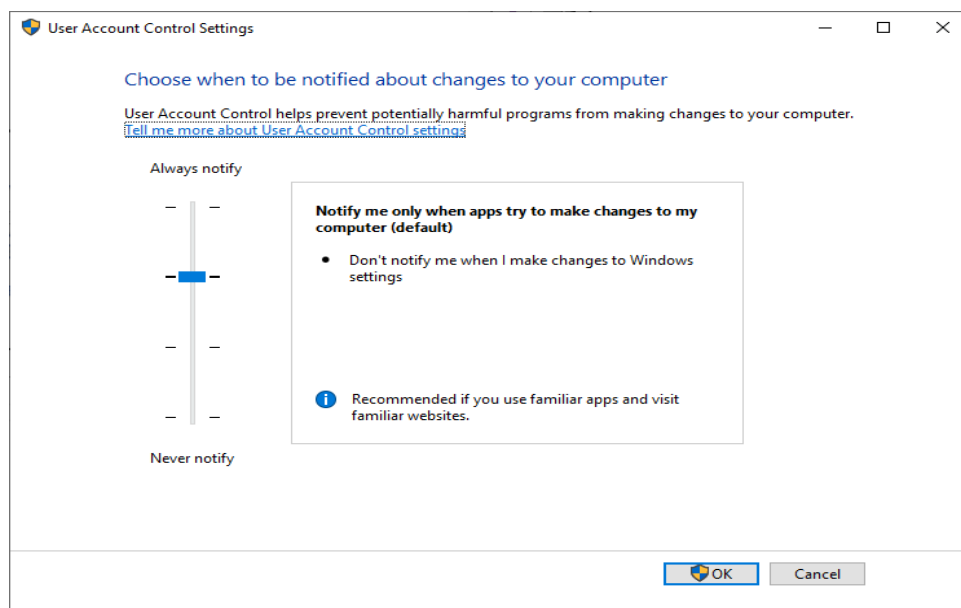 User Account Control Settings
Choose when to be notified about changes to your computer
User Account Control helps prevent potentially harmful programs from making changes to your computer.
Tell me more about User Account Control settings
Always notify
Notify me only when apps try to make changes to my
computer (default)
• Don't notify me when I make changes to Windows
settings
Recommended if you use familiar apps and visit
familiar websites.
Never notify
OK
Cancel